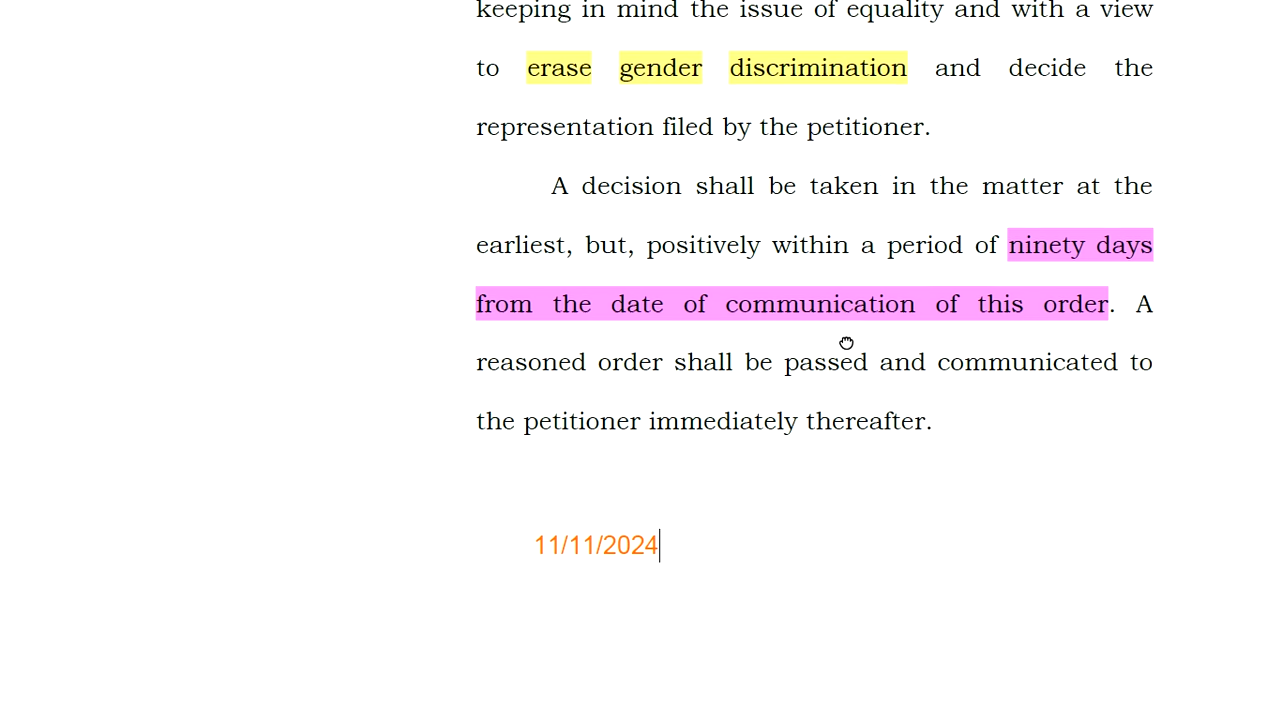 keeping in mind the issue of equality and with a view
to erase gender discrimination and decide the
representation filed by the petitioner.
A decision shall be taken in the matter at the
earliest, but, positively within a period of ninety days
from the date of communication of this order. A
reasoned order shall be passed and communicated to
the petitioner immediately thereafter.
11/11/2024